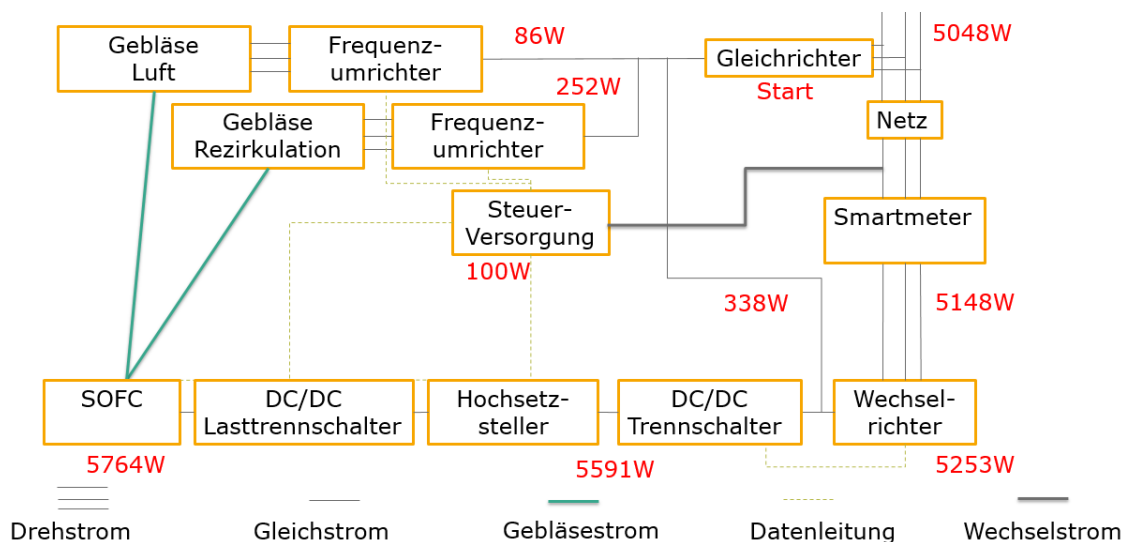 Gebläse
Luft
Frequenz-
umrichter
86W
252W
Gleichrichter
Start
5048W
Netz
Gebläse
Rezirkulation
Frequenz-
umrichter
Steuer-
Versorgung
100W
Smartmeter
338W
5148W
SOFC
DC/DC
Lasttrennschalter
Hochsetz-
steller
DC/DC
Trennschalter
Wechsel-
richter
5764W
5591W
5253W
Drehstrom
Gleichstrom
Gebläsestrom
Datenleitung
Wechselstrom